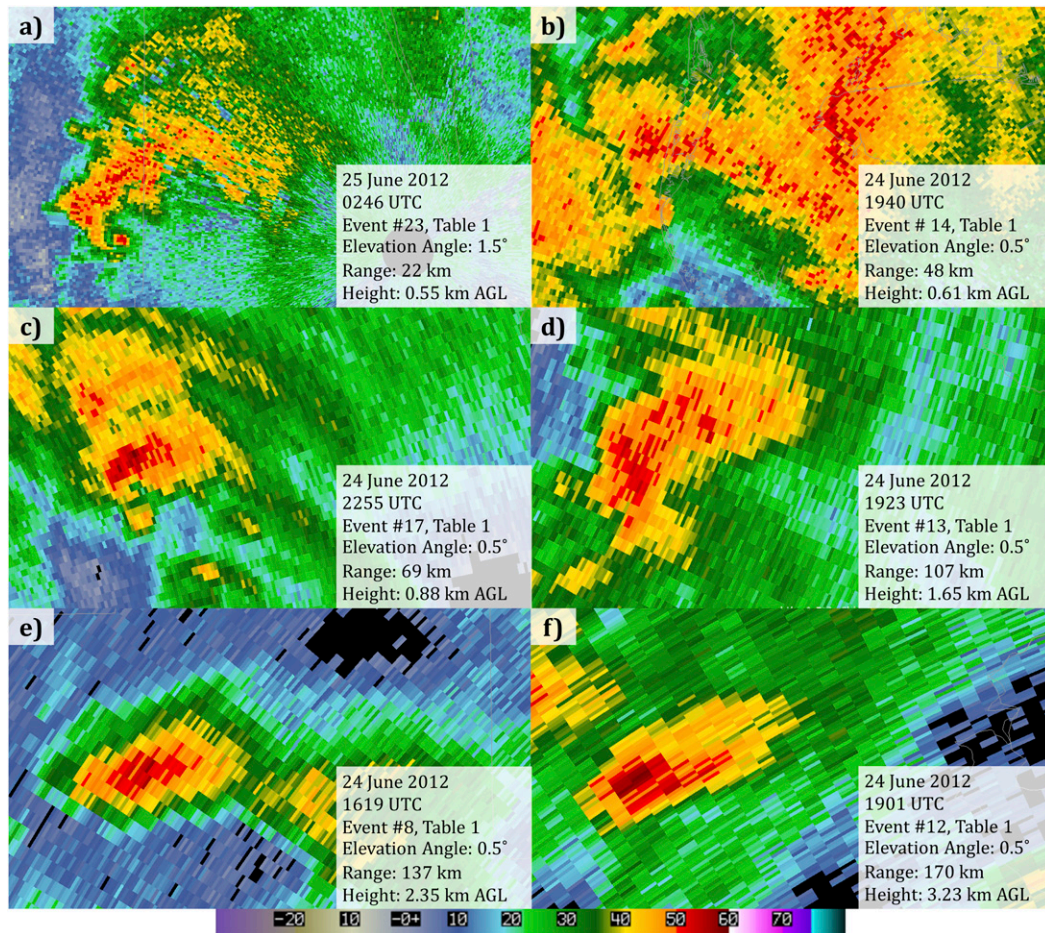 a)
25 June 2012
0246 UTC
Event #23, Table 1
Elevation Angle: 1.5°
Range: 22 km
Height: 0.55 km AGL
b)
24 June 2012
1940 UTC
Event # 14, Table 1
Elevation Angle: 0.5°
Range: 48 km
Height: 0.61 km AGL
c)
24 June 2012
2255 UTC
Event #17, Table 1
Elevation Angle: 0.5°
Range: 69 km
Height: 0.88 km AGL
d)
24 June 2012
1923 UTC
Event #13, Table 1
Elevation Angle: 0.5°
Range: 107 km
Height: 1.65 km AGL
e)
24 June 2012
1619 UTC
Event #8, Table 1
Elevation Angle: 0.5°
Range: 137 km
Height: 2.35 km AGL
f)
24 June 2012
1901 UTC
Event #12, Table 1
Elevation Angle: 0.5°
Range: 170 km
Height: 3.23 km AGL
-20 10 -0+ 10 20 30 40 50 60 70